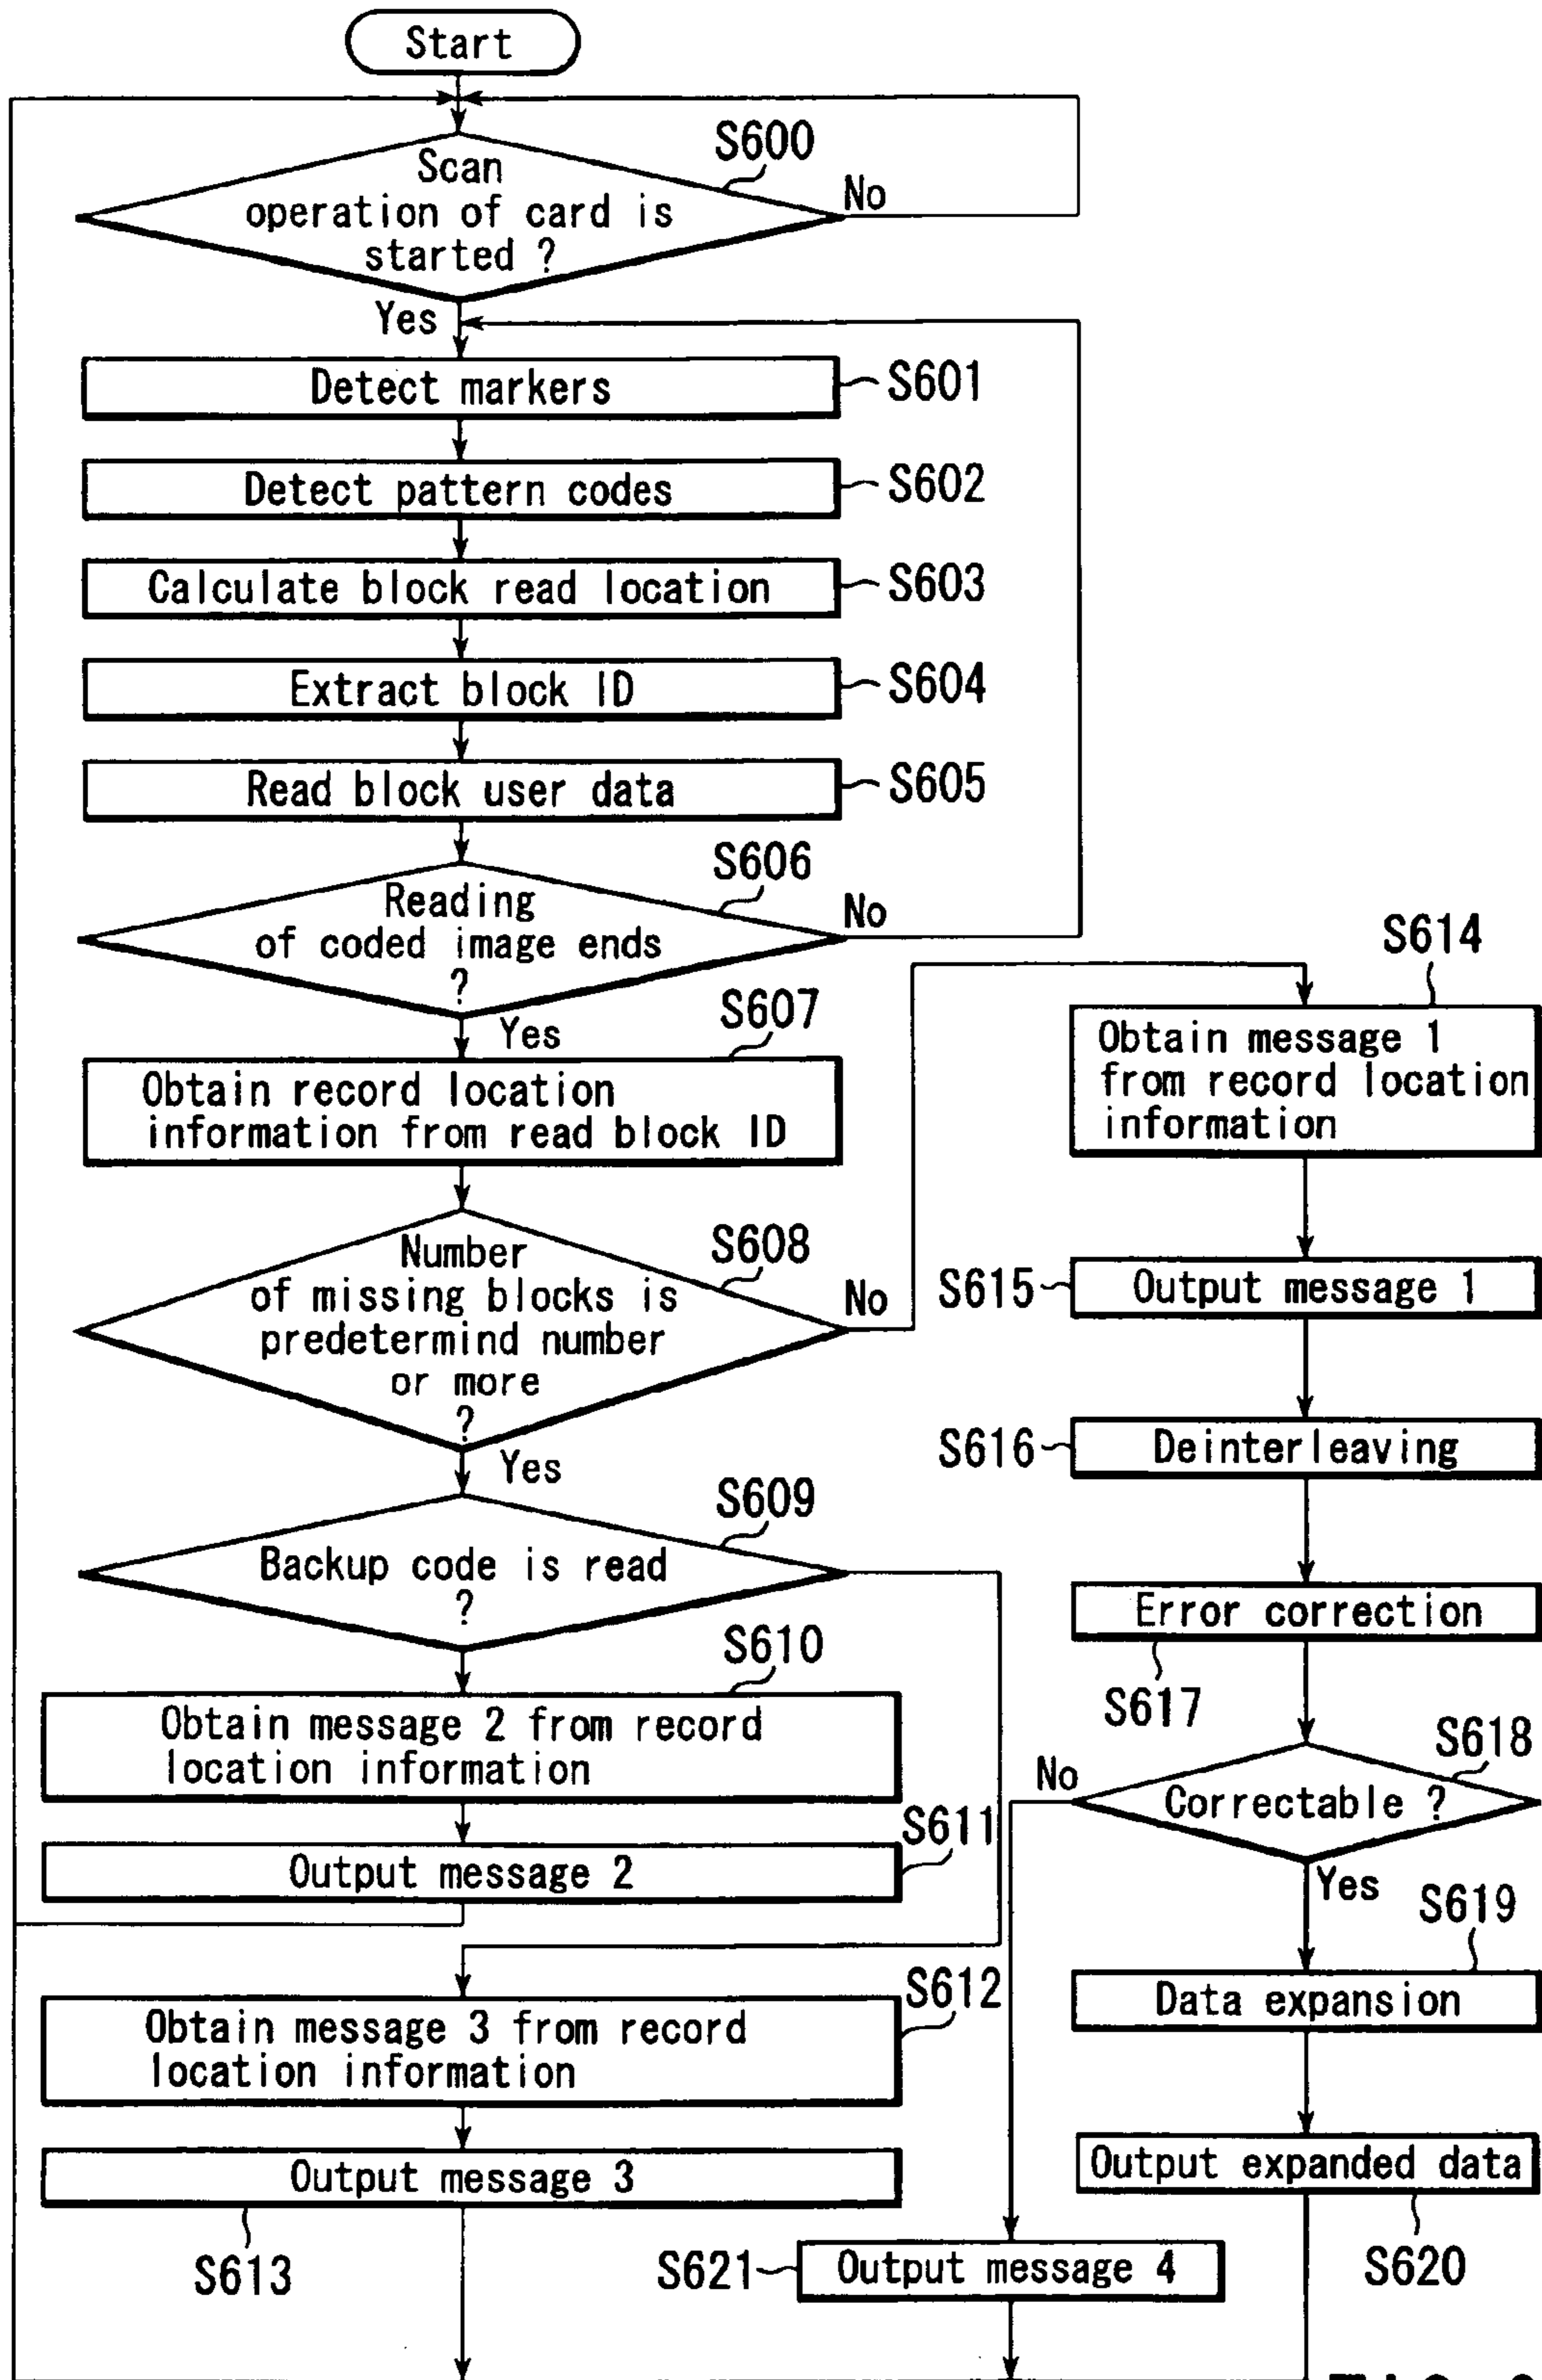 Start
S600
Scan
operation of card is
started ?
No
Yes
Detect markers
S601
Detect pattern codes
S602
Calculate block read location
S603
Extract block ID
S604
Read block user data
S605
S606
Reading
of coded image ends
?
No
Yes
S607
Obtain record location
information from read block ID
S608
Number
of missing blocks is
predetermind number
or more
?
No
Yes
S609
Backup code is read
?
S610
Obtain message 2 from record
location information
S611
Output message 2
S612
Obtain message 3 from record
location information
Output message 3
S613
S614
Obtain message 1
from record location
information
S615
Output message 1
S616
Deinterleaving
Error correction
S617
S618
Correctable ?
No
Yes
S619
Data expansion
Output expanded data
S620
S621
Output message 4